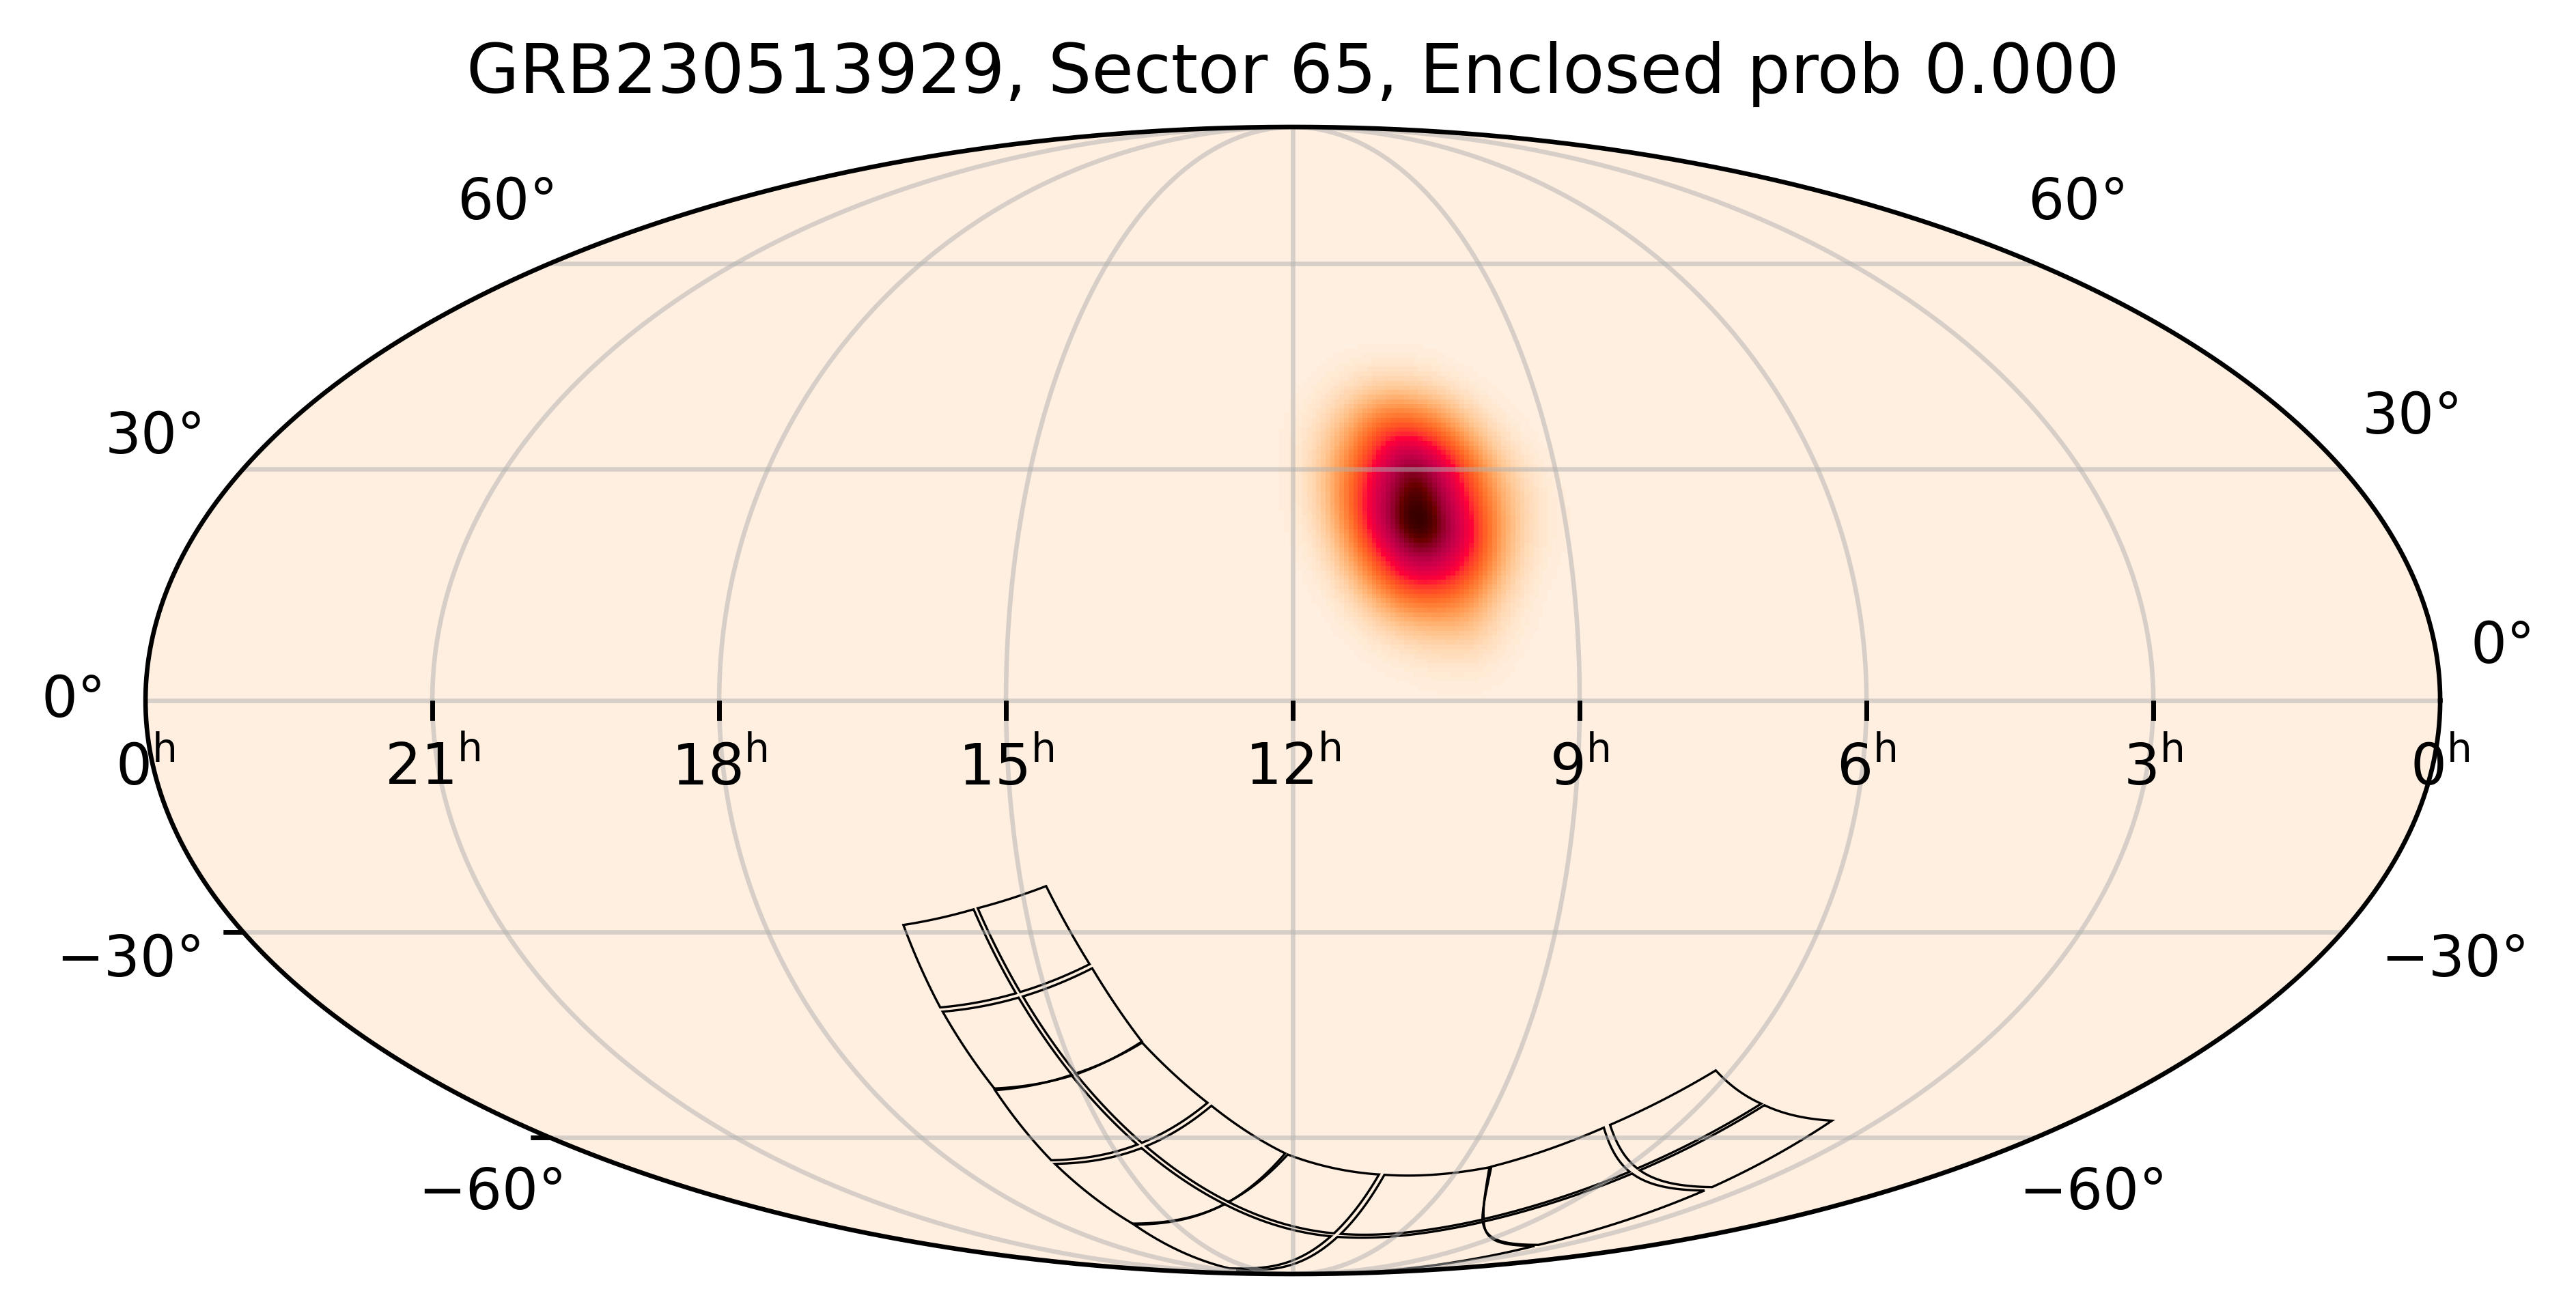 GRB230513929, Sector 65, Enclosed prob 0.000
60° 60°
30° 30°
0° 0°
0ʰ 21ʰ 18ʰ 15ʰ 12ʰ 9ʰ 6ʰ 3ʰ 0ʰ
−30° −30°
−60° −60°